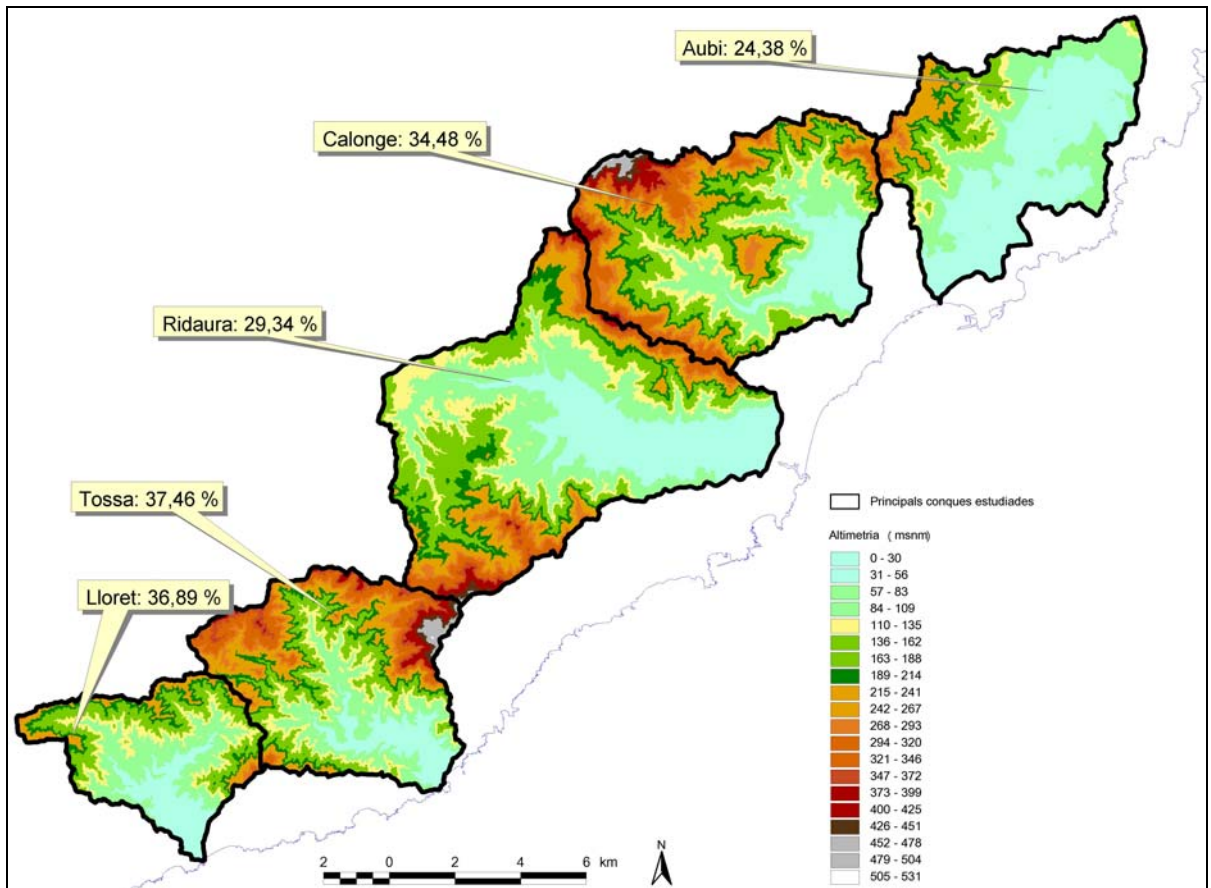 Aubi: 24,38 %
Calonge: 34,48 %
Ridaura: 29,34 %
Tossa: 37,46 %
Lloret: 36,89 %
Principals conques estudiades
Altimetria ( msnm)
0 - 30
31 - 56
57 - 83
84 - 109
110 - 135
136 - 162
163 - 188
189 - 214
215 - 241
242 - 267
268 - 293
294 - 320
321 - 346
347 - 372
373 - 399
400 - 425
426 - 451
452 - 478
479 - 504
505 - 531
2 0 2 4 6 km
N